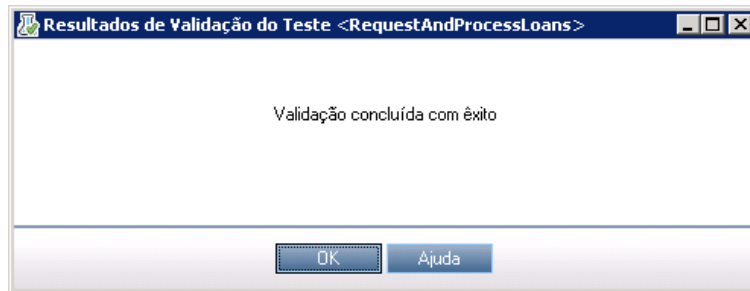 Resultados de Validação do Teste <RequestAndProcessLoans>
Validação concluída com êxito
OK Ajuda